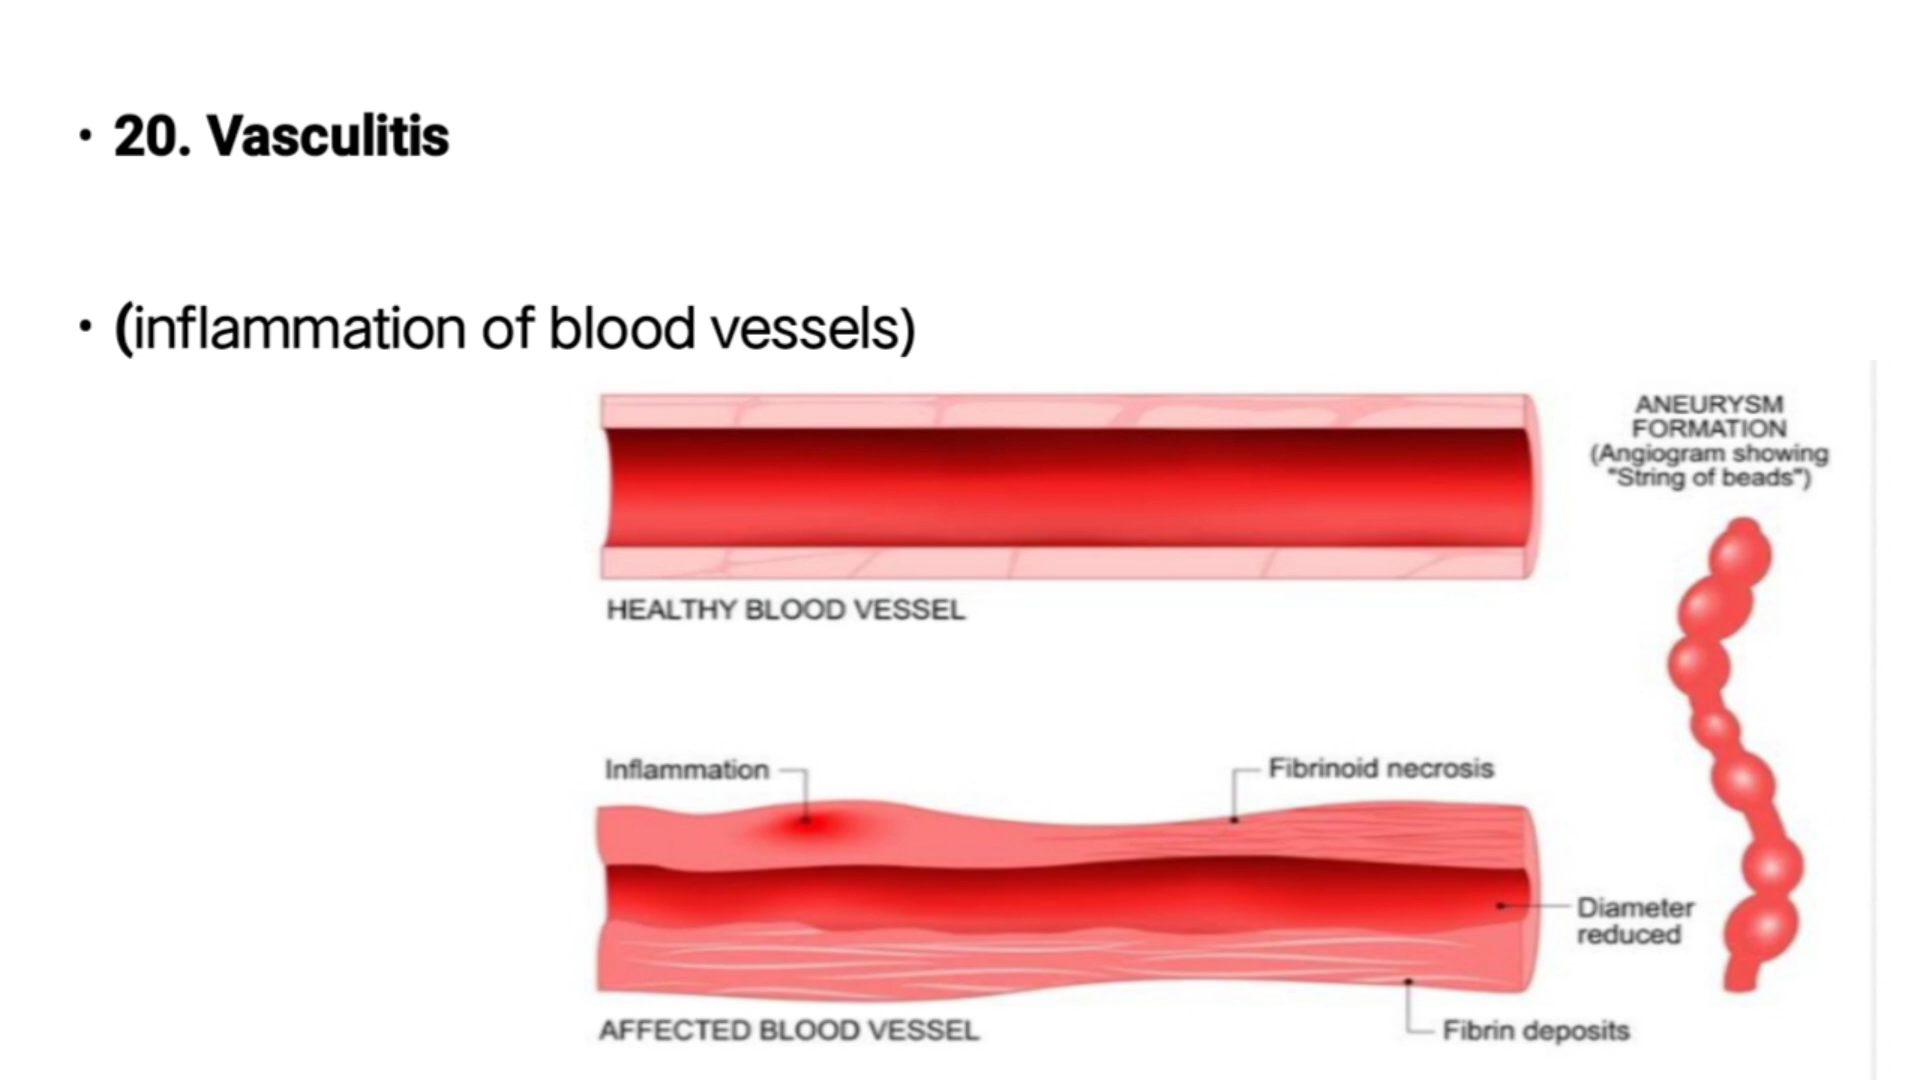 • 20. Vasculitis
• (inflammation of blood vessels)
ANEURYSM
FORMATION
(Angiogram showing
"String of beads")
HEALTHY BLOOD VESSEL
Inflammation
Fibrinoid necrosis
Diameter
reduced
AFFECTED BLOOD VESSEL
Fibrin deposits